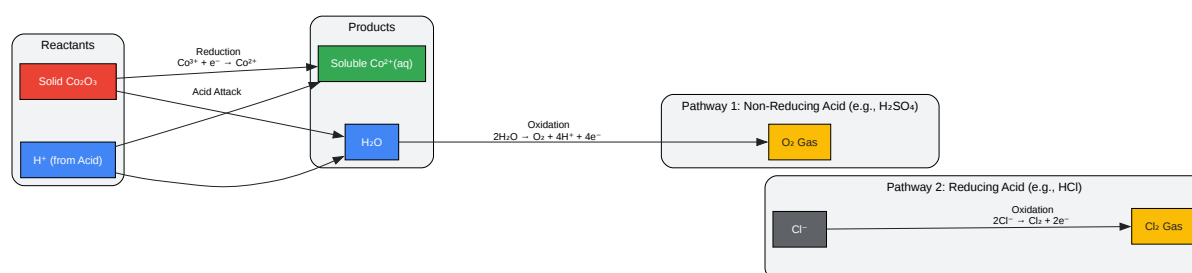 Reactants
Solid Co₂O₃
H⁺ (from Acid)
Reduction
Co³⁺ + e⁻ → Co²⁺
Acid Attack
Products
Soluble Co²⁺(aq)
H₂O
Oxidation
2H₂O → O₂ + 4H⁺ + 4e⁻
Pathway 1: Non-Reducing Acid (e.g., H₂SO₄)
O₂ Gas
Pathway 2: Reducing Acid (e.g., HCl)
Cl⁻
Oxidation
2Cl⁻ → Cl₂ + 2e⁻
Cl₂ Gas